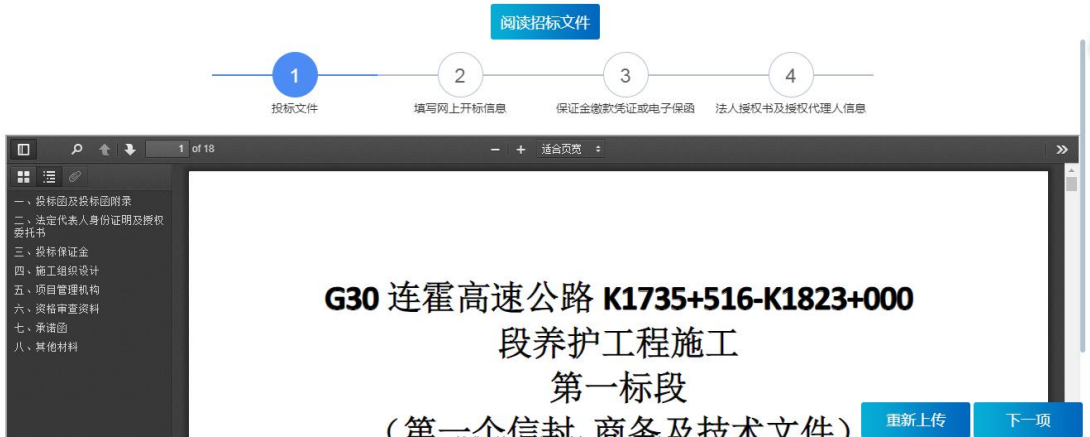 阅读招标文件
1 2 3 4
投标文件 填写网上开标信息 保证金缴款凭证或电子保函 法人授权书及授权代理人信息
1 of 18 适合页宽
一、投标函及投标函附录
二、法定代表人身份证明及授权
委托书
三、投标保证金
四、施工组织设计
五、项目管理机构
六、资格审查资料
七、承诺函
八、其他材料
G30 连霍高速公路 K1735+516-K1823+000
段养护工程施工
第一标段
（第一个信封 商务及技术文件）
重新上传 下一项